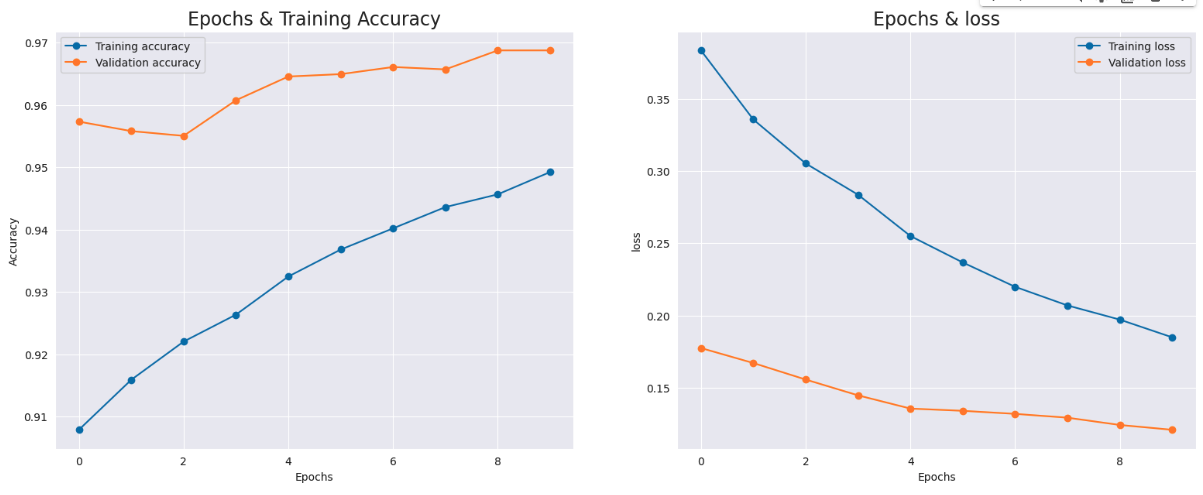 Epochs & Training Accuracy
Training accuracy
Validation accuracy
0.97
0.96
0.95
0.94
0.93
0.92
0.91
Accuracy
0 2 4 6 8
Epochs
Epochs & loss
Training loss
Validation loss
0.35
0.30
0.25
0.20
0.15
loss
0 2 4 6 8
Epochs